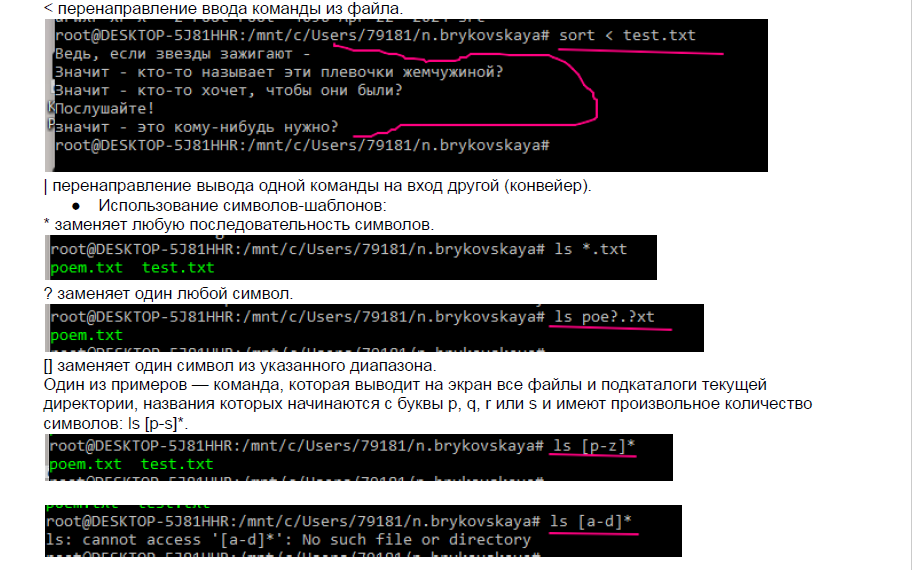 < перенаправление ввода команды из файла.
root@DESKTOP-5J81HHR:/mnt/c/Users/79181/n.brykovskaya# sort < test.txt
Ведь, если звезды зажигают -
Значит - кто-то называет эти плевочки жемчужиной?
Значит - кто-то хочет, чтобы они были?
Послушайте!
значит - это кому-нибудь нужно?
root@DESKTOP-5J81HHR:/mnt/c/Users/79181/n.brykovskaya#
| перенаправление вывода одной команды на вход другой (конвейер).
● Использование символов-шаблонов:
* заменяет любую последовательность символов.
root@DESKTOP-5J81HHR:/mnt/c/Users/79181/n.brykovskaya# ls *.txt
poem.txt test.txt
? заменяет один любой символ.
root@DESKTOP-5J81HHR:/mnt/c/Users/79181/n.brykovskaya# ls poe?.?xt
poem.txt
[] заменяет один символ из указанного диапазона.
Один из примеров — команда, которая выводит на экран все файлы и подкаталоги текущей
директории, названия которых начинаются с буквы p, q, r или s и имеют произвольное количество
символов: ls [p-s]*.
root@DESKTOP-5J81HHR:/mnt/c/Users/79181/n.brykovskaya# ls [p-z]*
poem.txt test.txt
root@DESKTOP-5J81HHR:/mnt/c/Users/79181/n.brykovskaya# ls [a-d]*
ls: cannot access '[a-d]*': No such file or directory